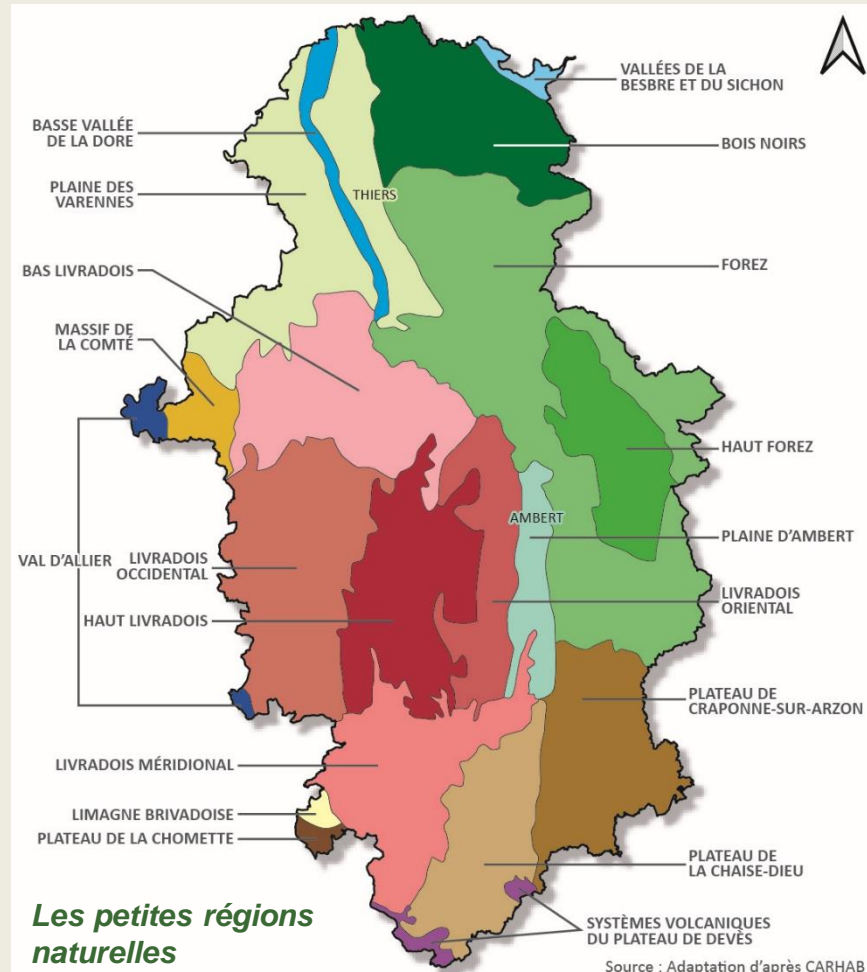 VALLÉES DE LA
BESBRE ET DU SICHON
BASSE VALLÉE
DE LA DORE
BOIS NOIRS
PLAINE DES
VARENNES
THIERS
FOREZ
BAS LIVRADOIS
MASSIF DE
LA COMTÉ
HAUT FOREZ
AMBERT
PLAINE D'AMBERT
VAL D'ALLIER
LIVRADOIS
OCCIDENTAL
LIVRADOIS
ORIENTAL
HAUT LIVRADOIS
PLATEAU DE
CRAPONNE-SUR-ARZON
LIVRADOIS MÉRIDIONAL
LIMAGNE BRIVADOISE
PLATEAU DE LA CHOMETTE
PLATEAU DE
LA CHAISE-DIEU
SYSTÈMES VOLCANIQUES
DU PLATEAU DE DEVÈS
Les petites régions
naturelles
Source : Adaptation d'après CARHAB